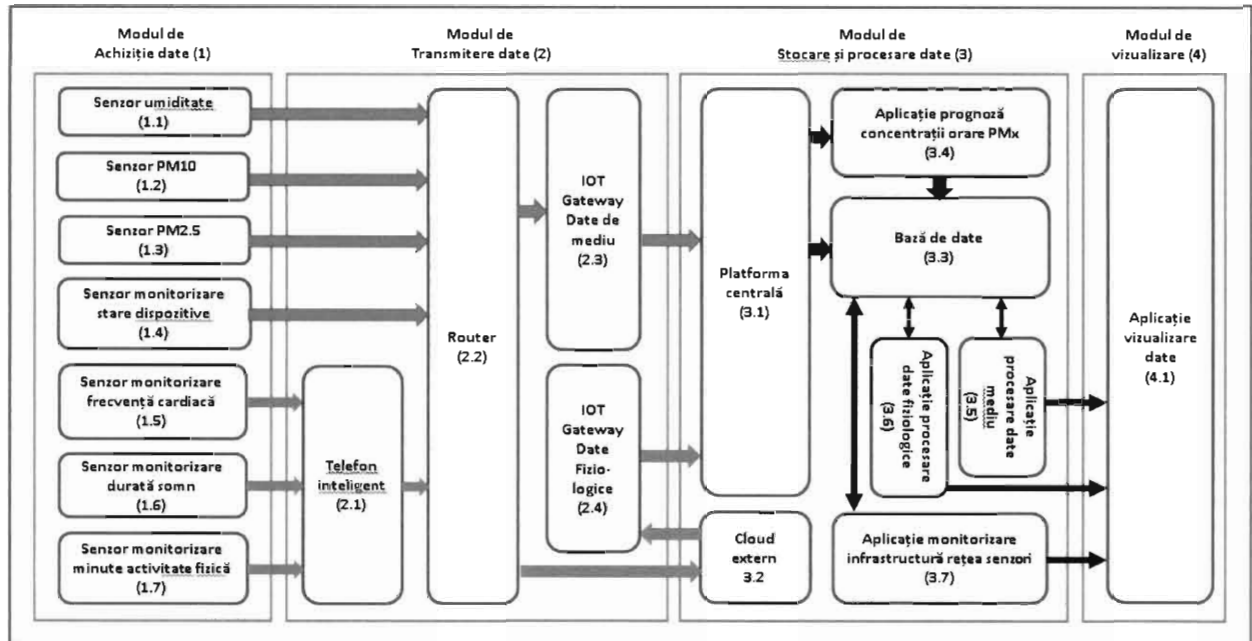 Modul de
Achiziție date (1)
Modul de
Transmitere date (2)
Modul de
Stocare și procesare date (3)
Modul de
vizualizare (4)
Senzor umiditate
(1.1)
Senzor PM10
(1.2)
Senzor PM2.5
(1.3)
Senzor monitorizare
stare dispozitive
(1.4)
Senzor monitorizare
frecvență cardiacă
(1.5)
Senzor monitorizare
durată somn
(1.6)
Senzor monitorizare
minute activitate fizică
(1.7)
Telefon
inteligent
(2.1)
Router
(2.2)
IOT
Gateway
Date de
mediu
(2.3)
IOT
Gateway
Date
Fizio-
logice
(2.4)
Platforma
centrală
(3.1)
Cloud
extern
3.2
Aplicație prognoză
concentrații orare PMx
(3.4)
Bază de date
(3.3)
Aplicație procesare
date fiziologice
(3.6)
Aplicație
procesare date
mediu
(3.5)
Aplicație monitorizare
infrastructură rețea senzori
(3.7)
Aplicație
vizualizare
date
(4.1)